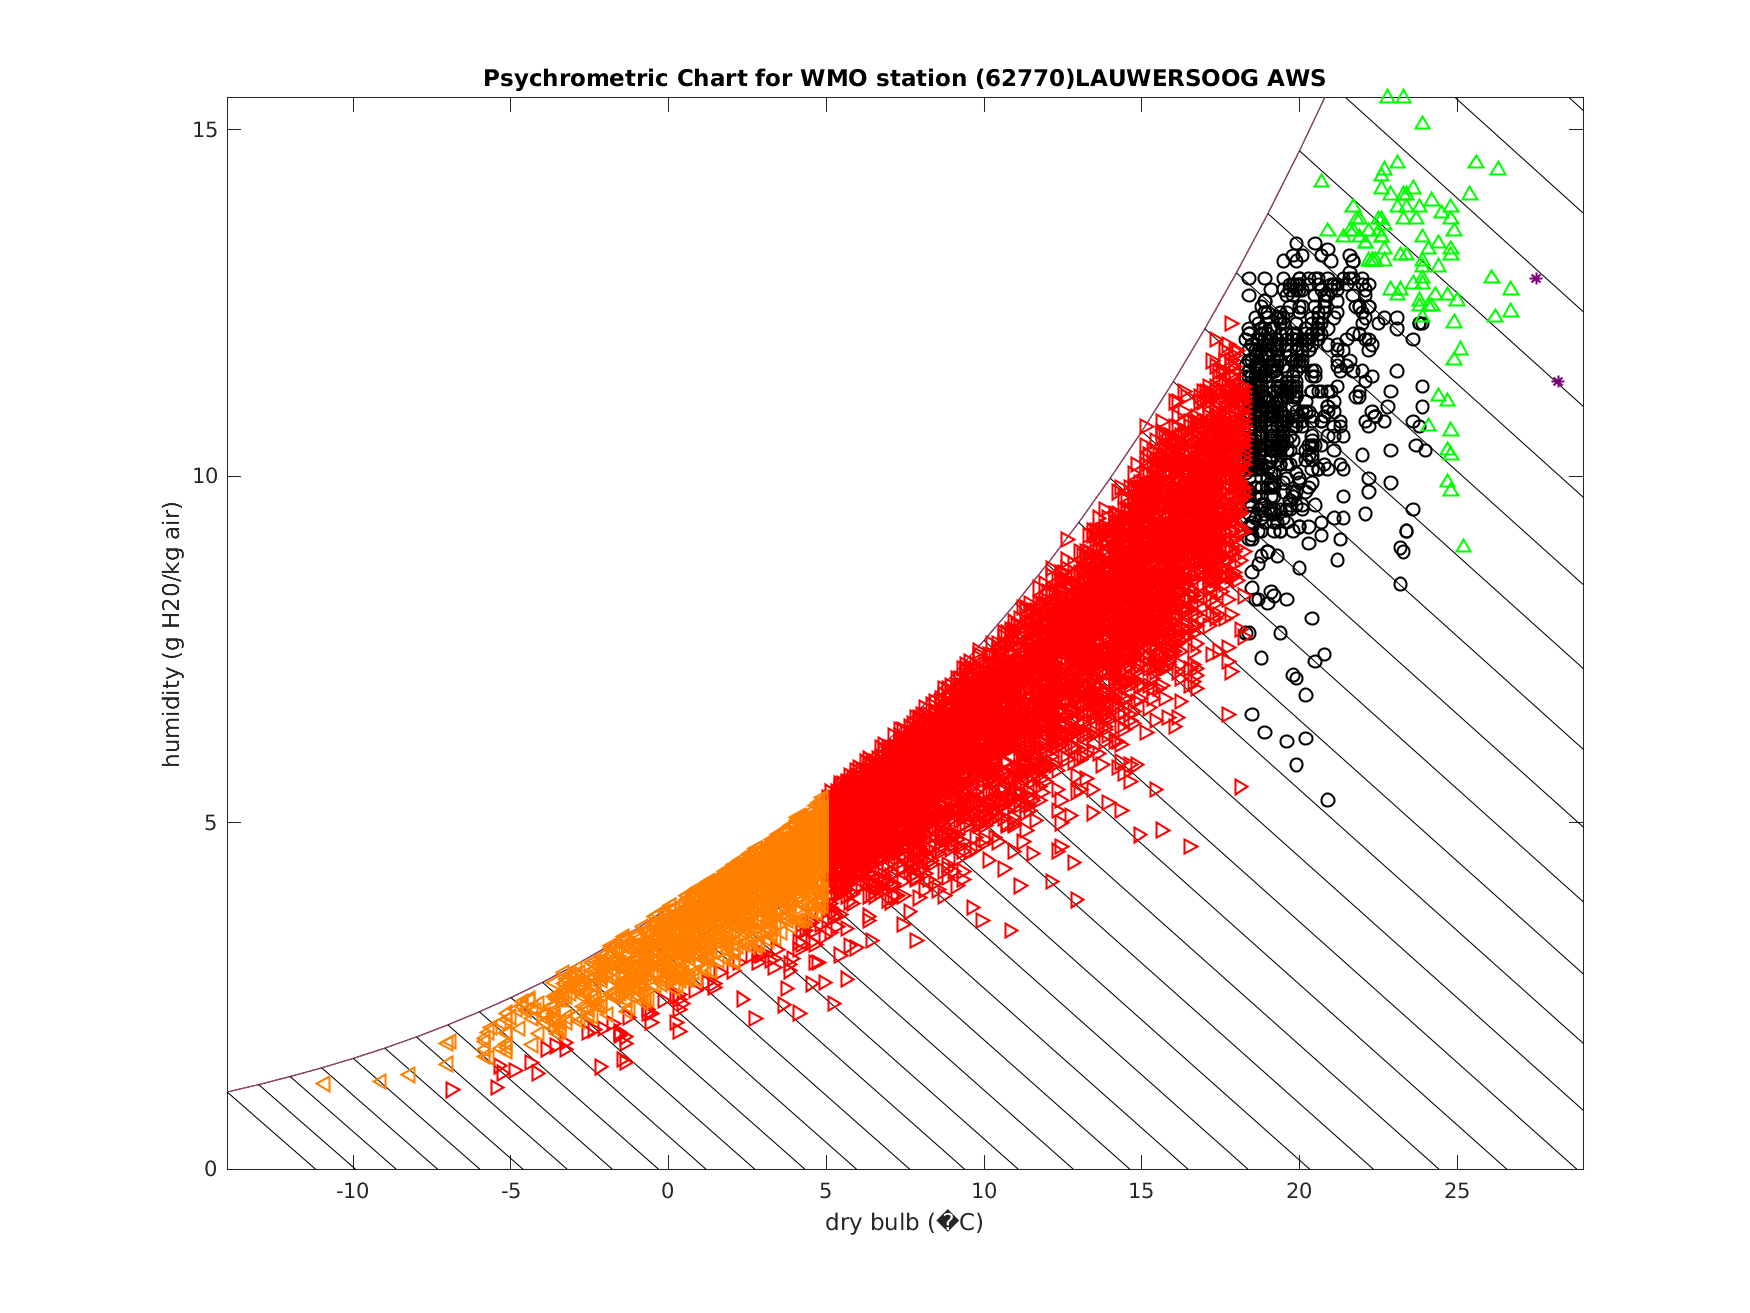 Psychrometric Chart for WMO station (62770)LAUWERSOOG AWS
15
10
5
0
humidity (g H20/kg air)
-10 -5 0 5 10 15 20 25
dry bulb (�C)